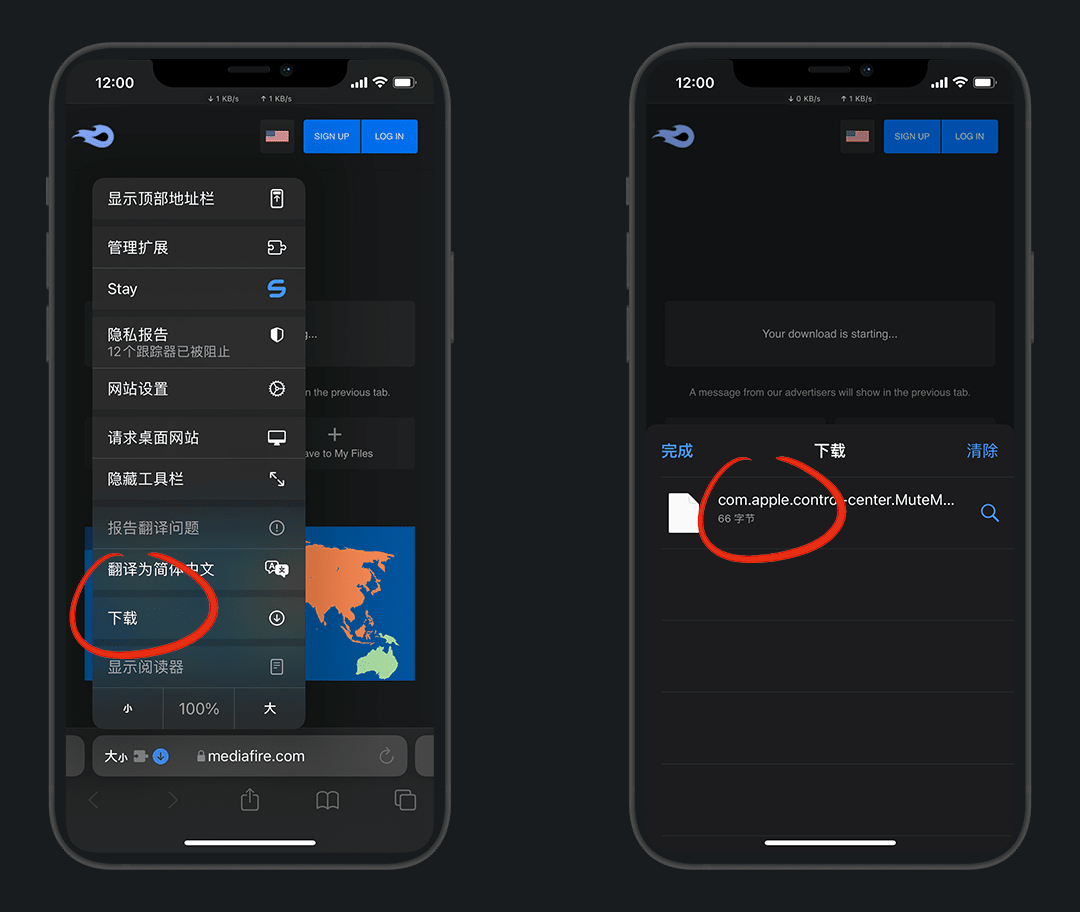 12:00
↓ 1 KB/s ↑ 1 KB/s
SIGN UP LOG IN
显示顶部地址栏
管理扩展
Stay
隐私报告
12个跟踪器已被阻止
g...
网站设置
n the previous tab.
请求桌面网站
ave to My Files
隐藏工具栏
报告翻译问题
翻译为简体中文
下载
显示阅读器
小 100% 大
大小 mediafire.com
12:00
↓ 0 KB/s ↑ 1 KB/s
SIGN UP LOG IN
Your download is starting...
A message from our advertisers will show in the previous tab.
完成 下载 清除
com.apple.control-center.MuteM...
66 字节